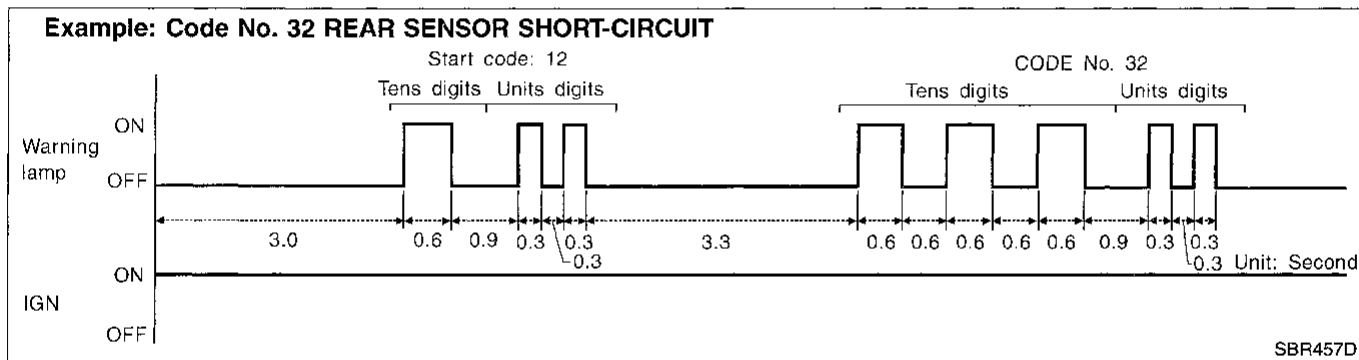 Example: Code No. 32 REAR SENSOR SHORT-CIRCUIT
Start code: 12
CODE No. 32
Tens digits Units digits
Tens digits Units digits
ON
Warning
lamp
OFF
3.0 0.6 0.9 0.3 0.3 3.3 0.6 0.6 0.6 0.6 0.6 0.9 0.3 0.3
0.3 0.3 Unit: Second
ON
IGN
OFF
SBR457D